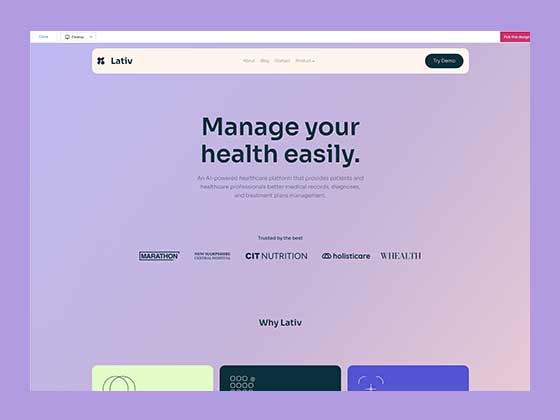 Close
Desktop
Pick this design
Lativ
About Blog Contact Product
Try Demo
Manage your
health easily.
An AI-powered healthcare platform that provides patients and
healthcare professionals better medical records, diagnoses,
and treatment plans management.
Trusted by the best
MARATHON
NEW HAMPSHIRE
CENTRAL HOSPITAL
CIT NUTRITION
holisticare
WHEALTH
Why Lativ